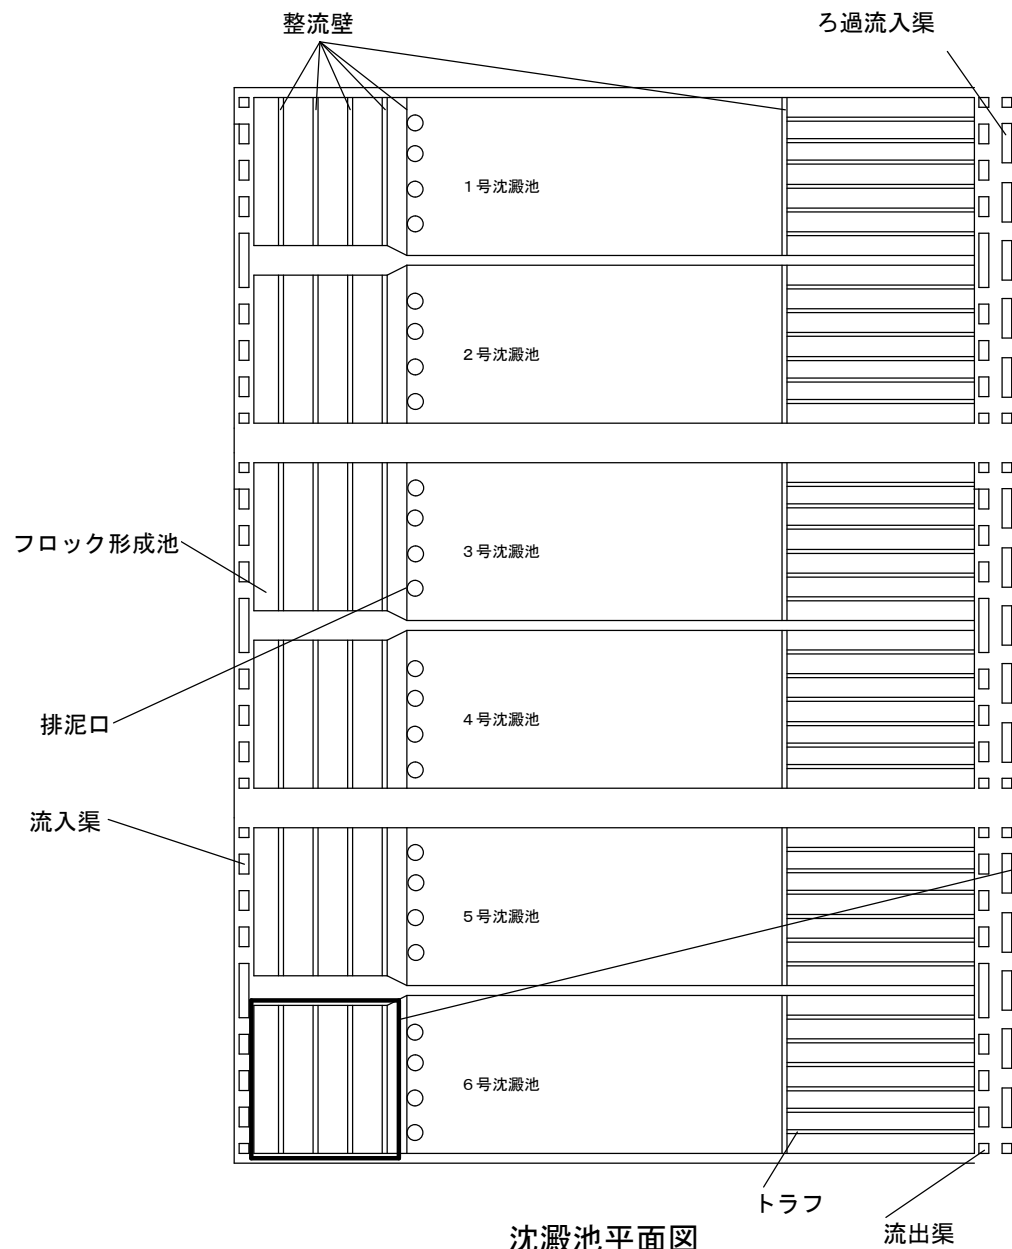 整流壁
ろ過流入渠
1号沈澱池
2号沈澱池
フロック形成池
3号沈澱池
排泥口
4号沈澱池
流入渠
5号沈澱池
6号沈澱池
トラフ
沈澱池平面図
流出渠